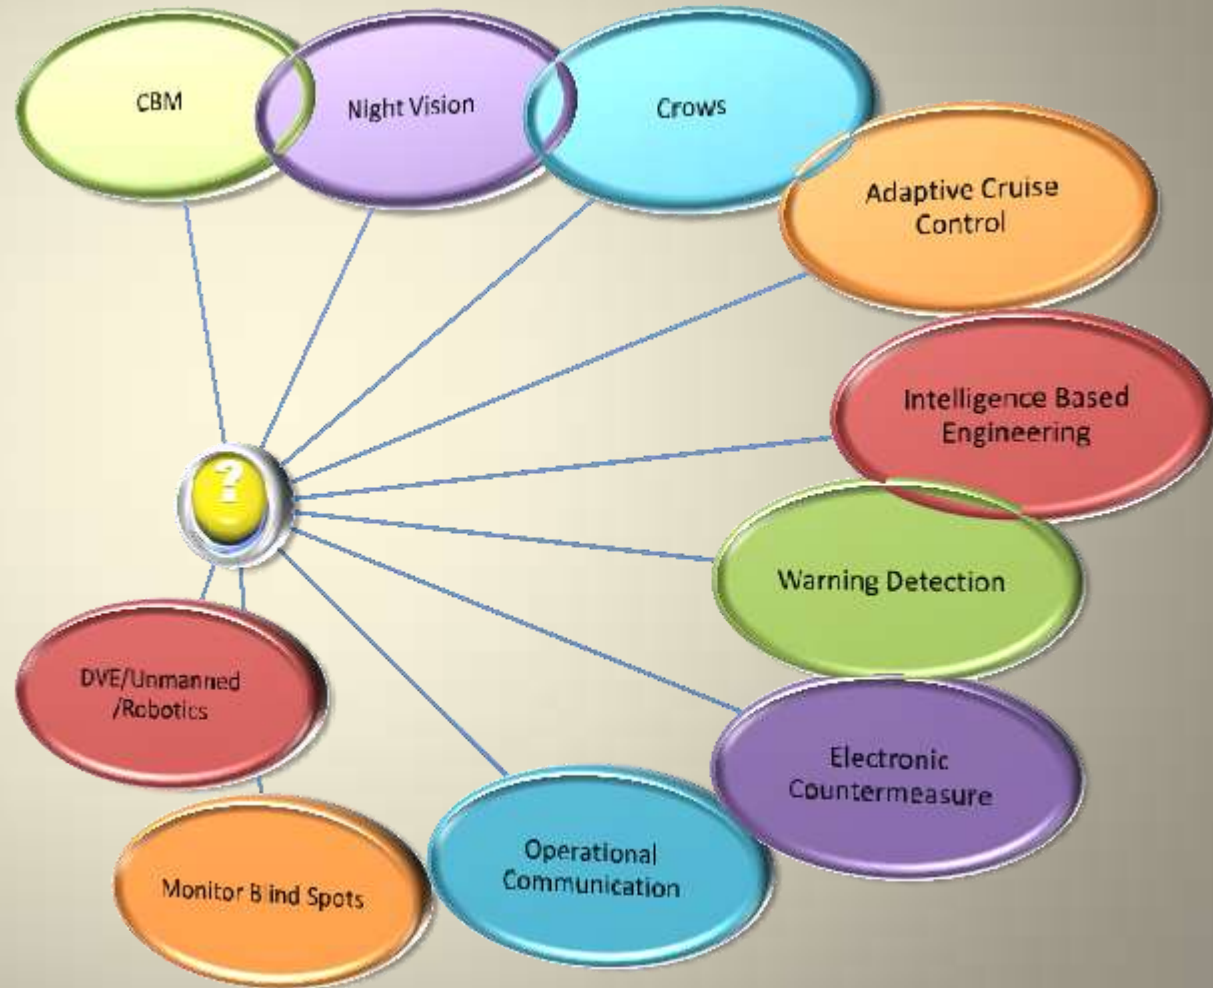 CBM
Night Vision
Crows
Adaptive Cruise
Control
Intelligence Based
Engineering
?
Warning Detection
DVE/Unmanned
/Robotics
Electronic
Countermeasure
Operational
Communication
Monitor B ind Spots